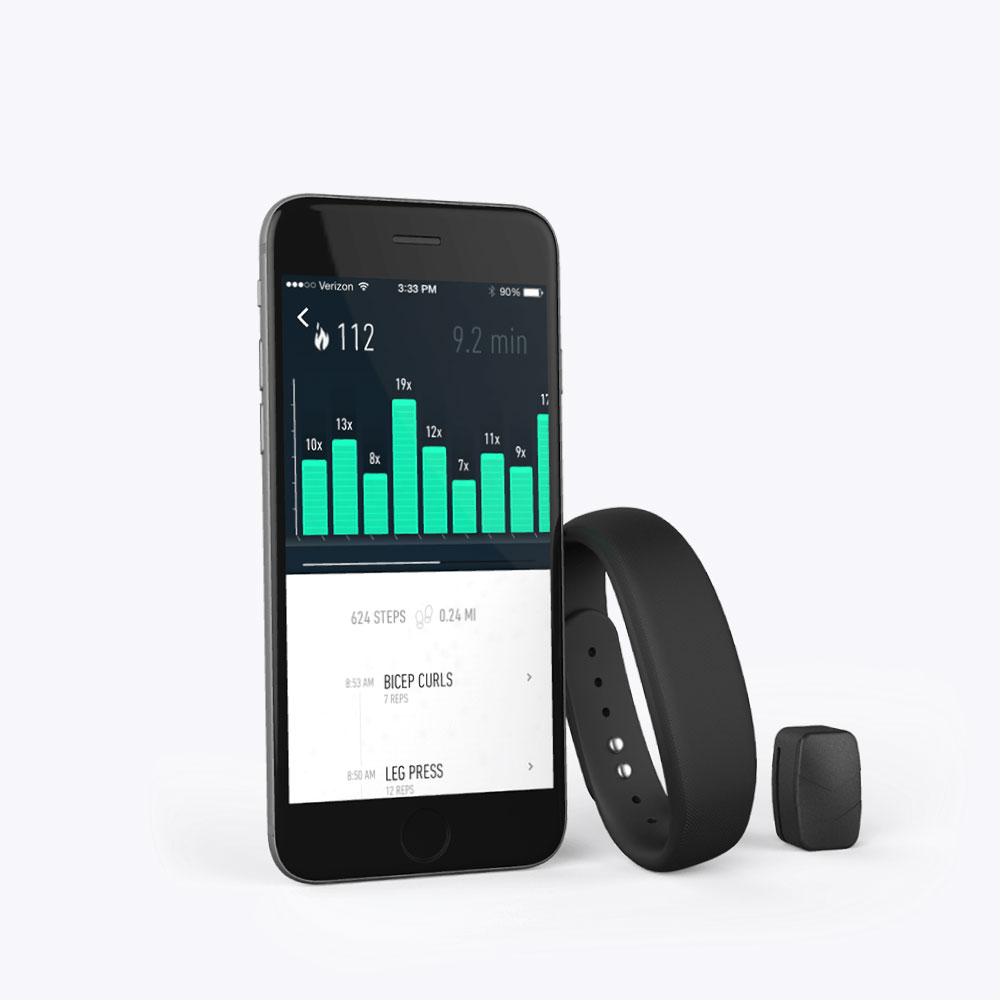 Verizon 3:33 PM 90%
112 9.2 min
19x
17
13x
12x
11x
10x
9x
8x
7x
624 STEPS 0.24 MI
8:53 AM BICEP CURLS
7 REPS
8:50 AM LEG PRESS
12 REPS